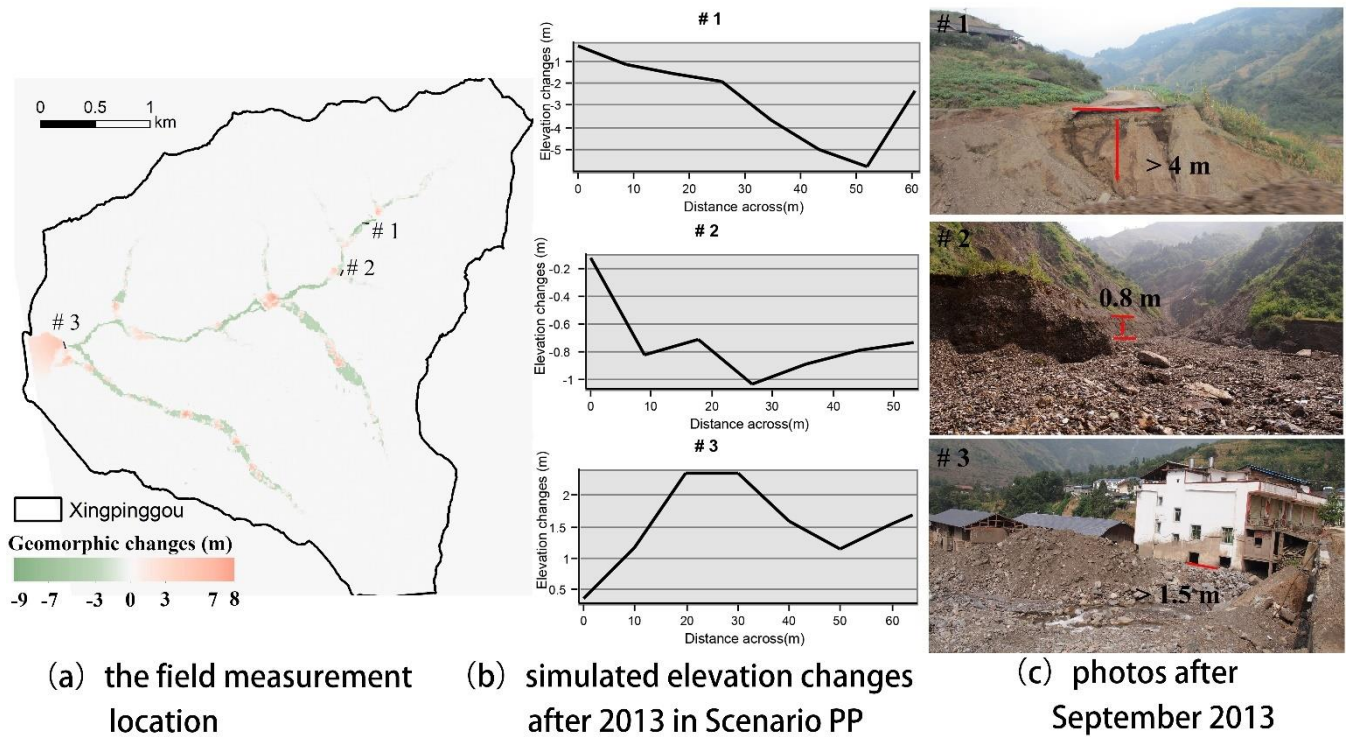 0 0.5 1
km
# 1
# 2
# 3
Xingpinggou
Geomorphic changes (m)
-9 -7 -3 0 3 7 8
# 1
Elevation changes (m)
-1
-2
-3
-4
-5
0 10 20 30 40 50 60
Distance across(m)
# 2
Elevation changes (m)
-0.2
-0.4
-0.6
-0.8
-1
0 10 20 30 40 50
Distance across(m)
# 3
Elevation changes (m)
2
1.5
1
0.5
0 10 20 30 40 50 60
Distance across(m)
# 1
> 4 m
# 2
0.8 m
# 3
> 1.5 m
(a) the field measurement
location
(b) simulated elevation changes
after 2013 in Scenario PP
(c) photos after
September 2013